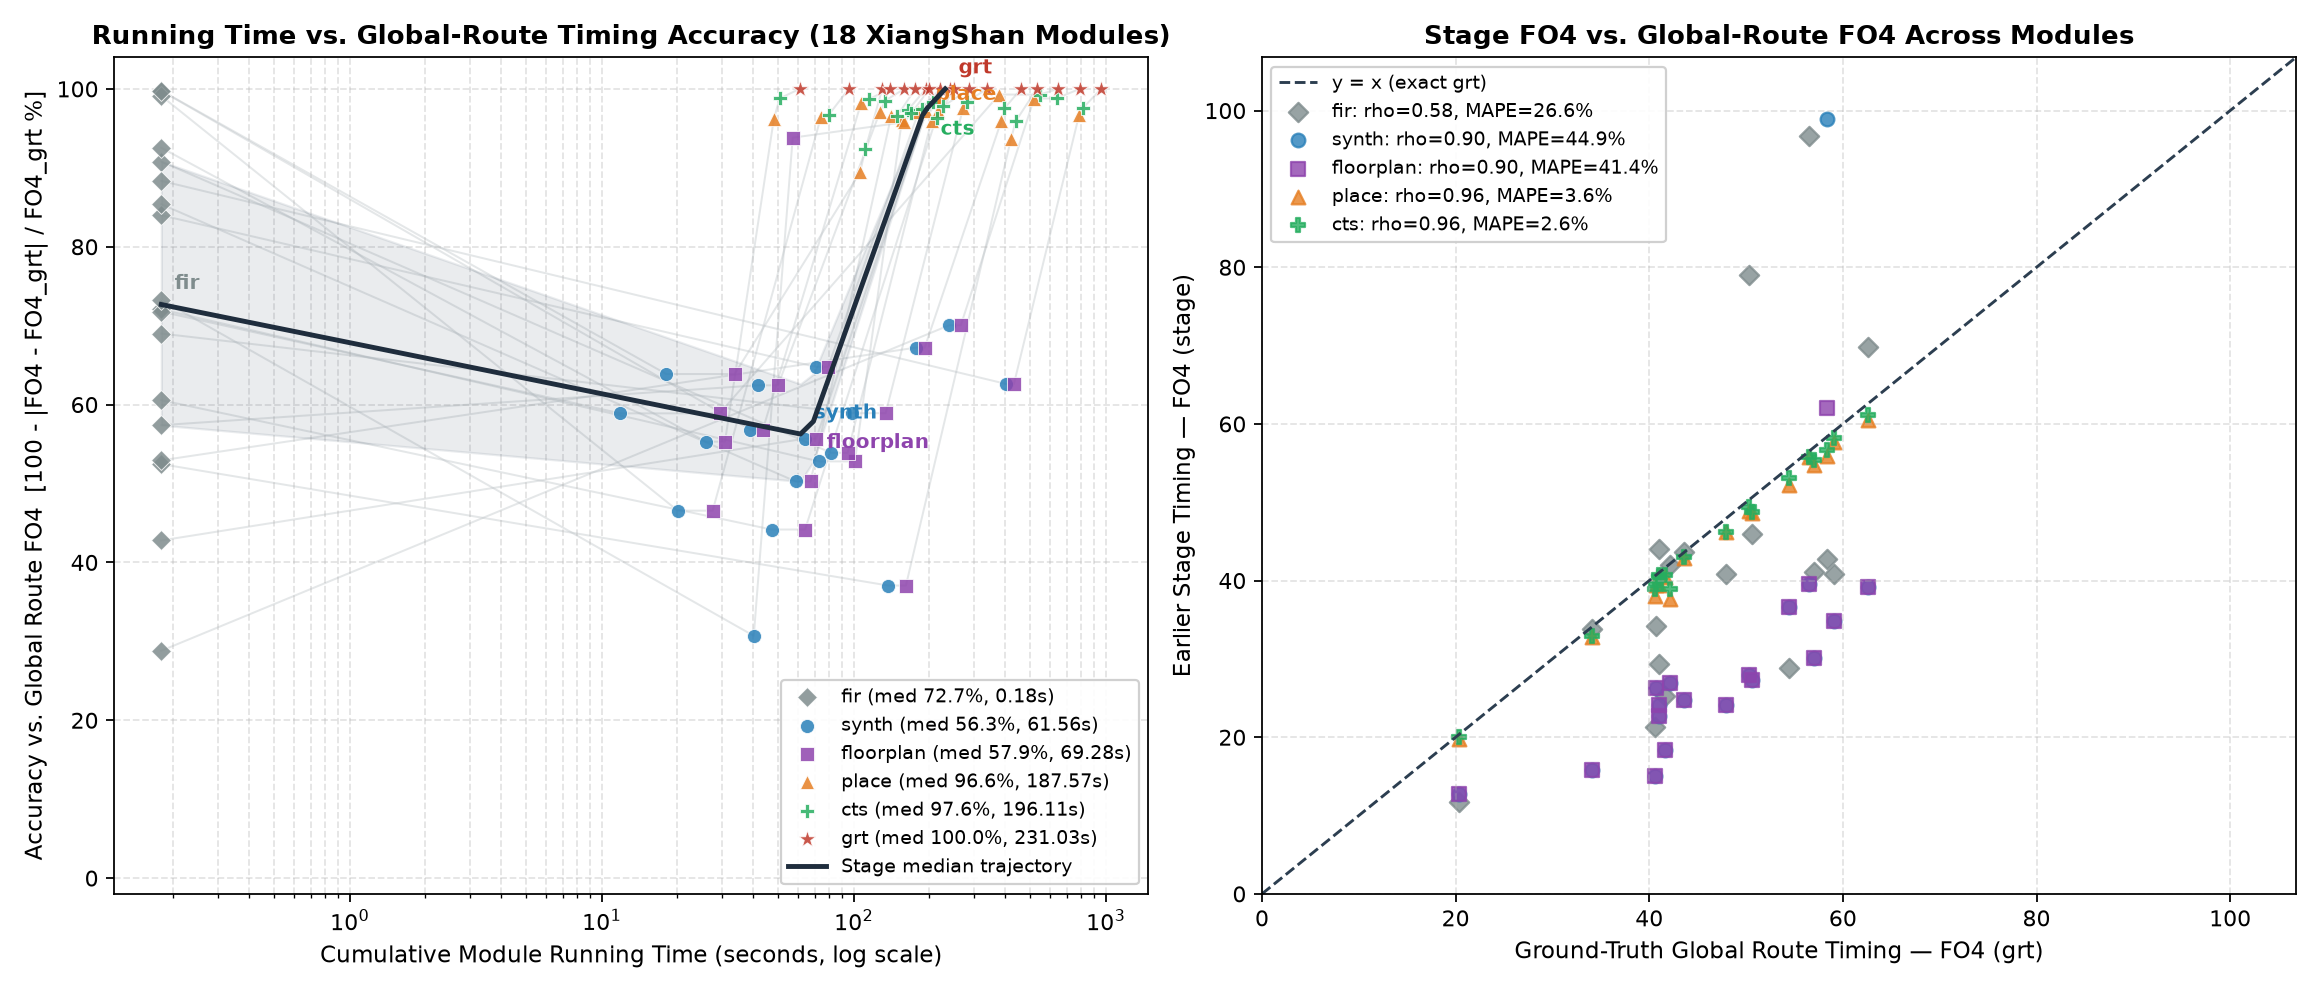 Running Time vs. Global-Route Timing Accuracy (18 XiangShan Modules)
Accuracy vs. Global Route FO4 [100 - |FO4 - FO4_grt| / FO4_grt %]
100
80
60
40
20
0
grt
place
cts
fir
synth
floorplan
fir (med 72.7%, 0.18s)
synth (med 56.3%, 61.56s)
floorplan (med 57.9%, 69.28s)
place (med 96.6%, 187.57s)
cts (med 97.6%, 196.11s)
grt (med 100.0%, 231.03s)
Stage median trajectory
10⁰
10¹
10²
10³
Cumulative Module Running Time (seconds, log scale)
Stage FO4 vs. Global-Route FO4 Across Modules
Earlier Stage Timing — FO4 (stage)
y = x (exact grt)
fir: rho=0.58, MAPE=26.6%
synth: rho=0.90, MAPE=44.9%
floorplan: rho=0.90, MAPE=41.4%
place: rho=0.96, MAPE=3.6%
cts: rho=0.96, MAPE=2.6%
100
80
60
40
20
0
0
20
40
60
80
100
Ground-Truth Global Route Timing — FO4 (grt)